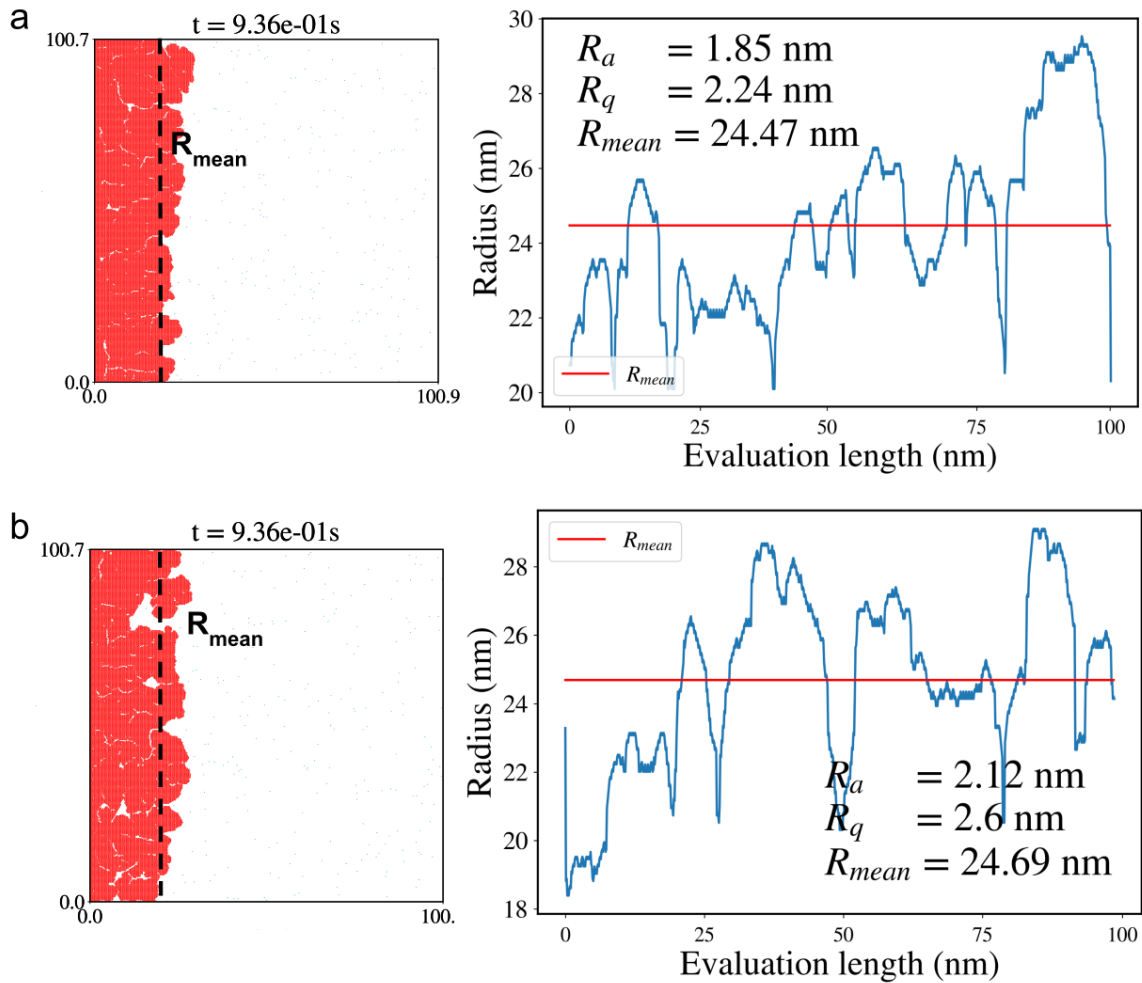 a
t = 9.36e-01s
100.7
R_mean
0.0
0.0
100.9
R_a = 1.85 nm
R_q = 2.24 nm
R_mean = 24.47 nm
30
28
26
24
22
20
Radius (nm)
R_mean
0
25
50
75
100
Evaluation length (nm)
b
t = 9.36e-01s
100.7
R_mean
0.0
0.0
100.
R_mean
28
26
24
22
20
18
Radius (nm)
R_a = 2.12 nm
R_q = 2.6 nm
R_mean = 24.69 nm
0
25
50
75
100
Evaluation length (nm)